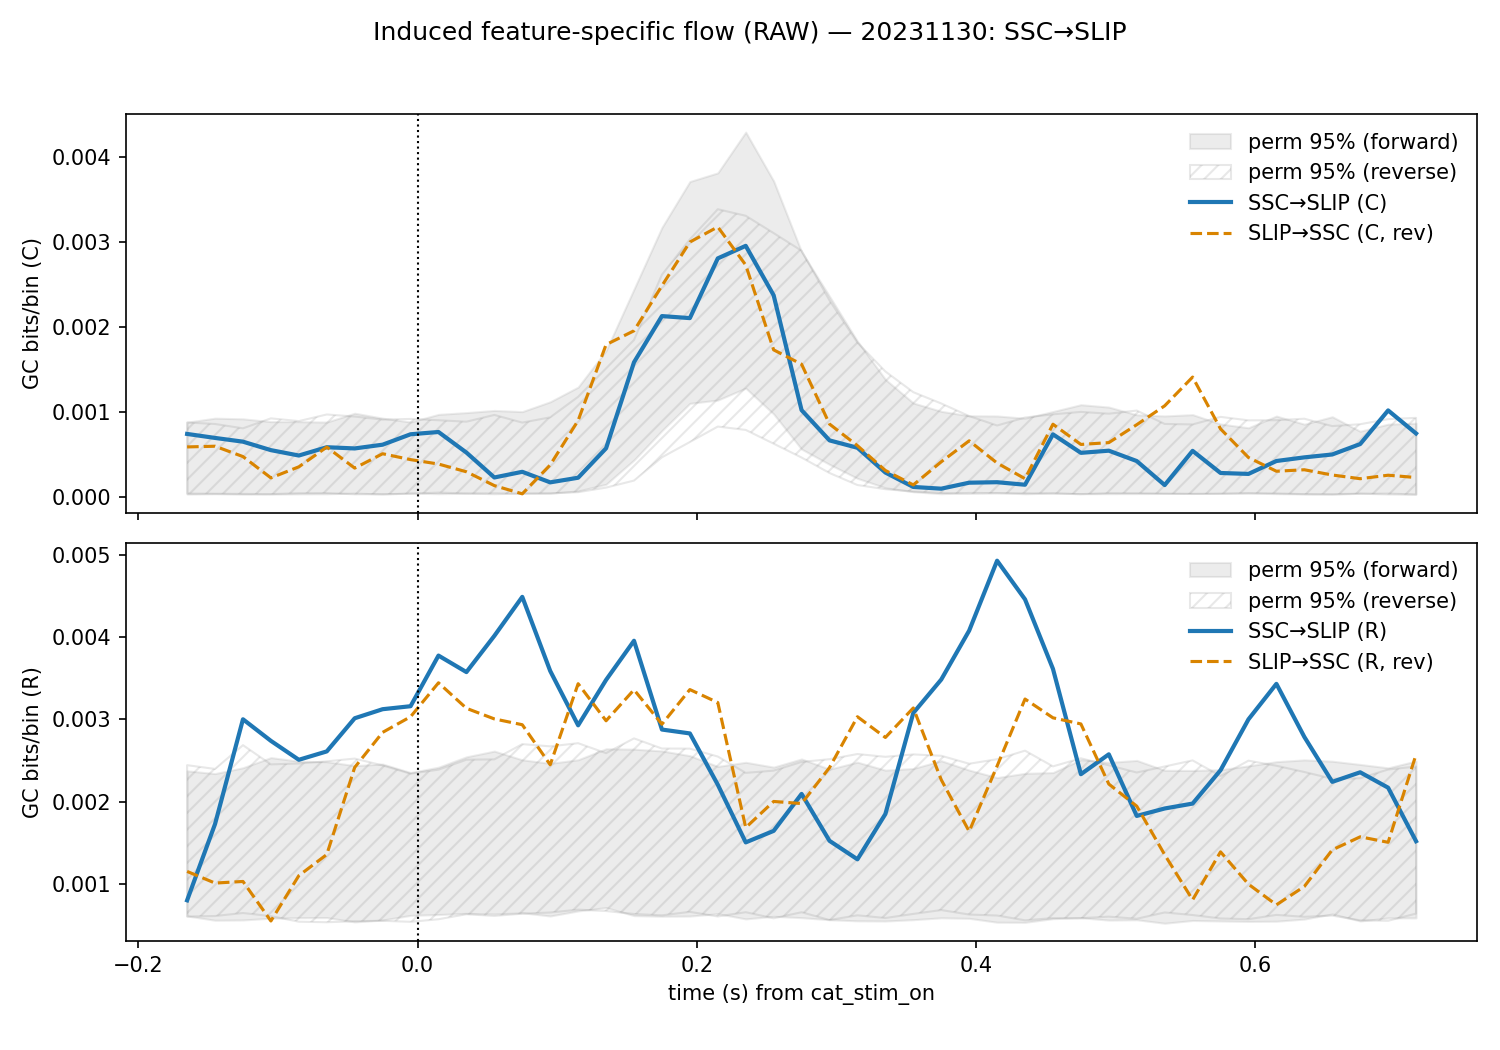 Induced feature-specific flow (RAW) — 20231130: SSC→SLIP
GC bits/bin (C)
0.004
0.003
0.002
0.001
0.000
perm 95% (forward)
perm 95% (reverse)
SSC→SLIP (C)
SLIP→SSC (C, rev)
GC bits/bin (R)
0.005
0.004
0.003
0.002
0.001
perm 95% (forward)
perm 95% (reverse)
SSC→SLIP (R)
SLIP→SSC (R, rev)
−0.2 0.0 0.2 0.4 0.6
time (s) from cat_stim_on